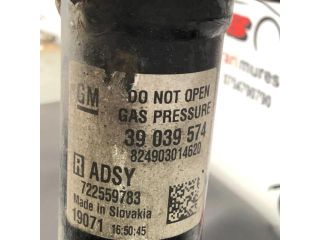 GM
DO NOT OPEN
GAS PRESSURE
39 039 574
824903014620
R ADSY
722559783
Made in Slovakia
19071 16:50:45
mures